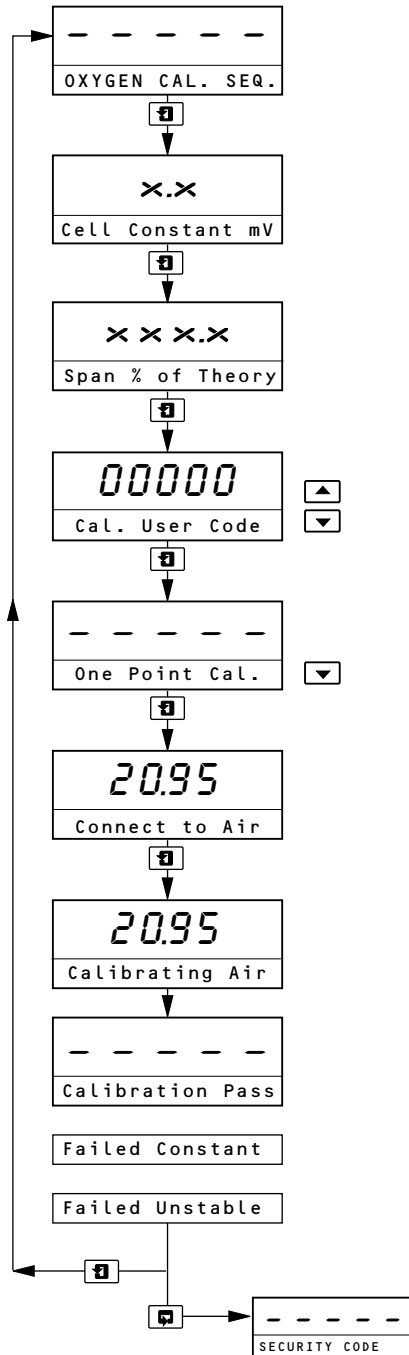 – – – – –
OXYGEN CAL. SEQ.
×.×
Cell Constant mV
×××.×
Span % of Theory
00000
Cal. User Code
– – – – –
One Point Cal.
20.95
Connect to Air
20.95
Calibrating Air
– – – – –
Calibration Pass
Failed Constant
Failed Unstable
– – – – –
SECURITY CODE